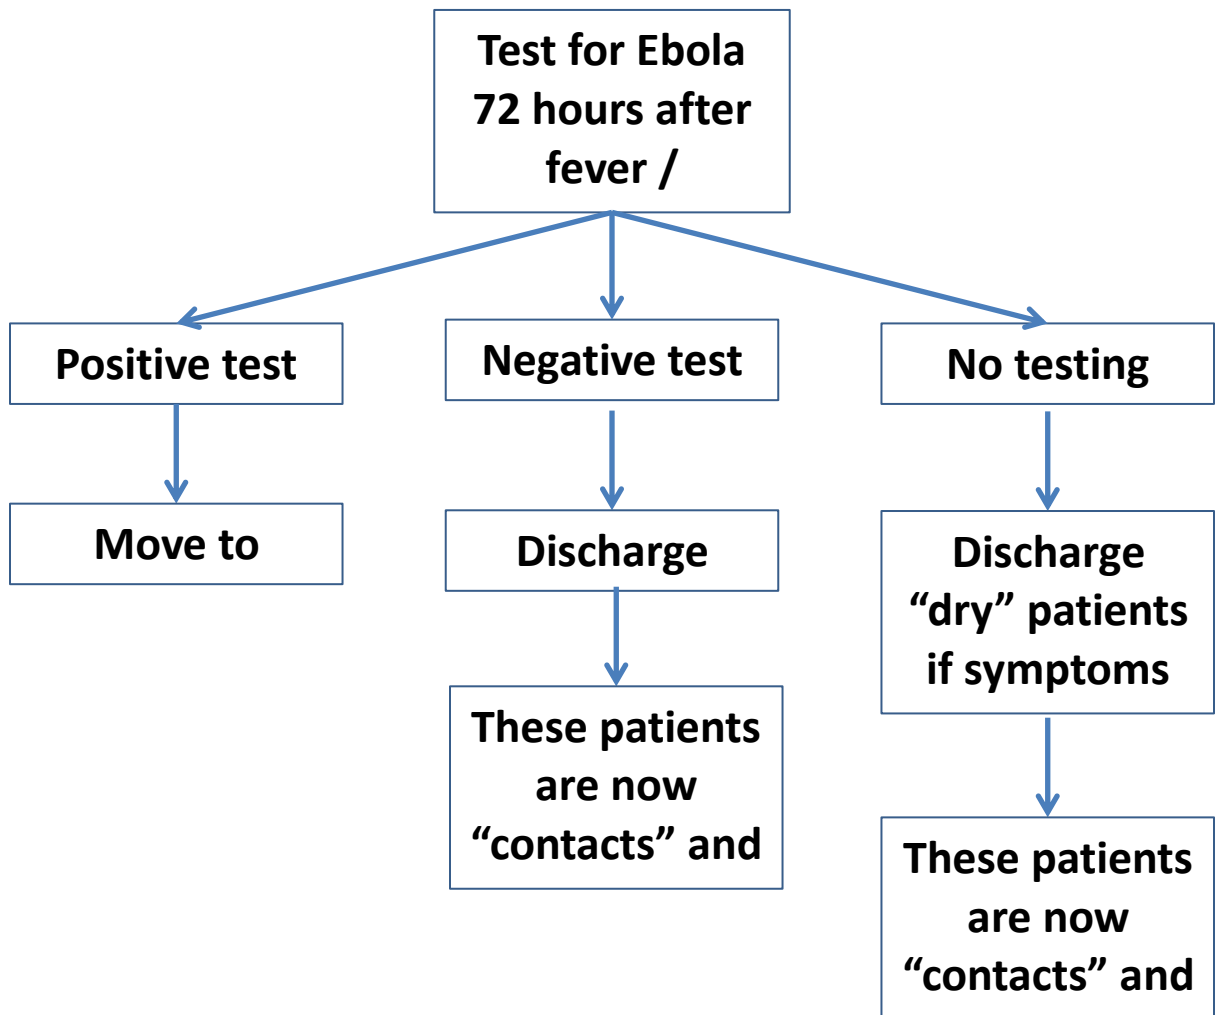 Test for Ebola
72 hours after
fever /
Positive test
Negative test
No testing
Move to
Discharge
Discharge
“dry” patients
if symptoms
These patients
are now
“contacts” and
These patients
are now
“contacts” and